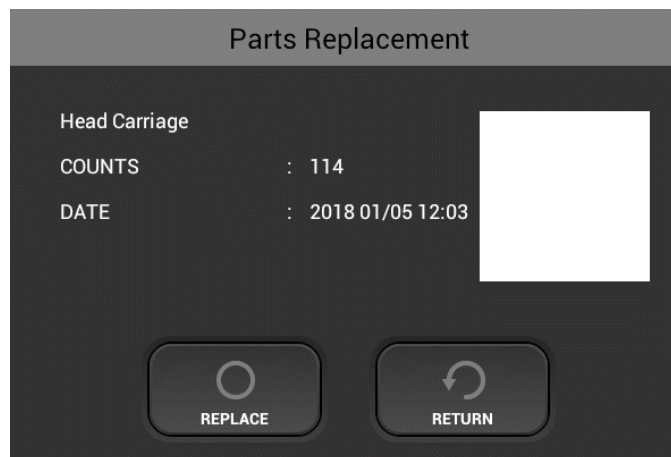 Parts Replacement
Head Carriage
COUNTS : 114
DATE : 2018 01/05 12:03
REPLACE
RETURN